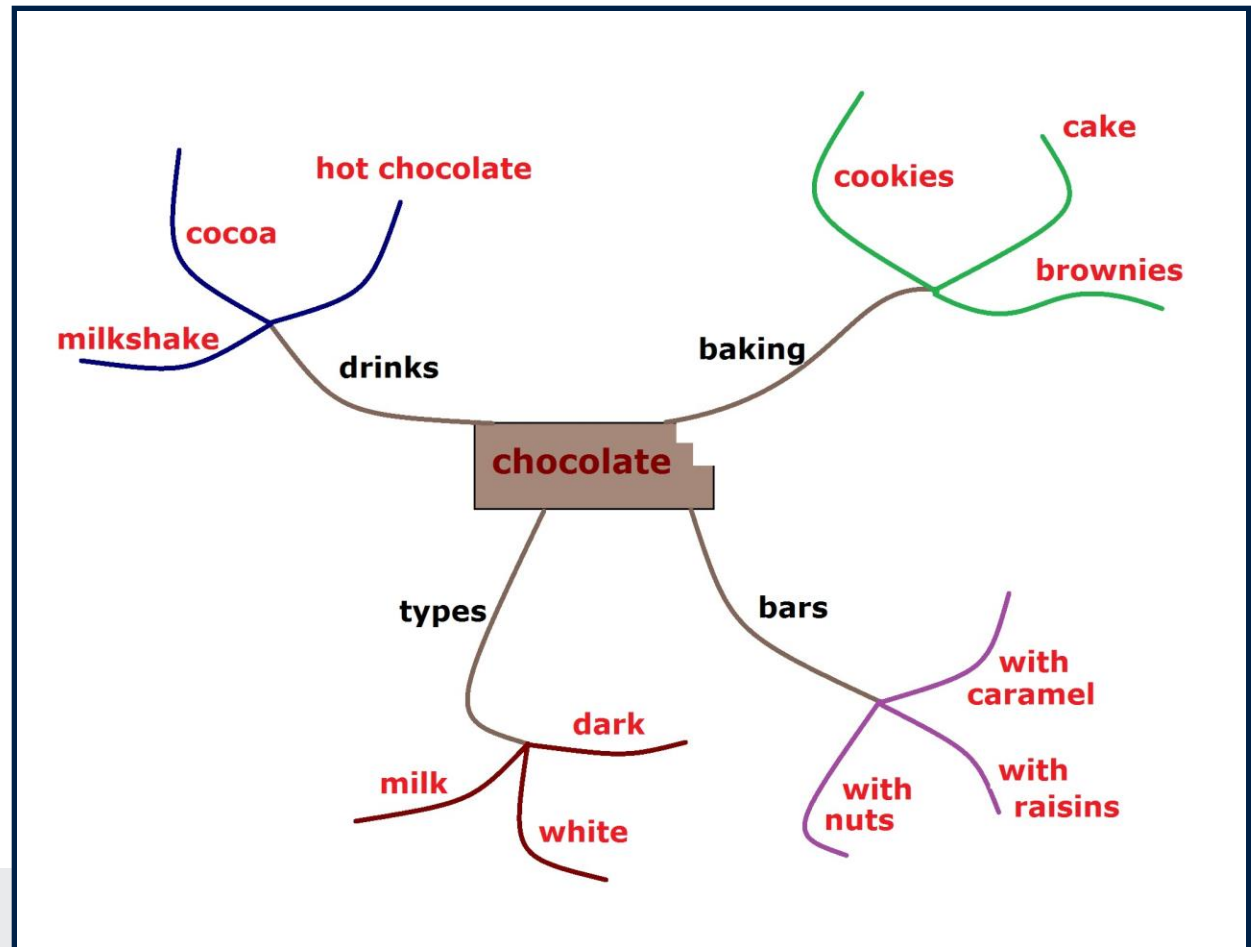 cake
hot chocolate
cookies
cocoa
brownies
milkshake
drinks
baking
chocolate
types
bars
with
caramel
dark
milk
with
raisins
with
nuts
white